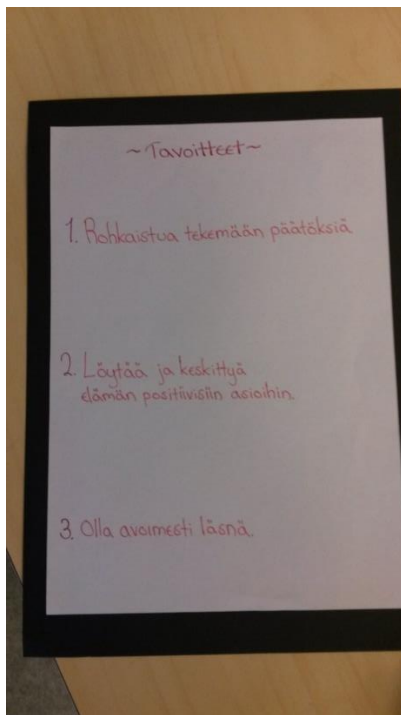 ~Tavoitteet~
1. Rohkaistua tekemään päätöksiä
2. Löytää ja keskittyä
elämän positiivisiin asioihin.
3. Olla avoimesti läsnä.